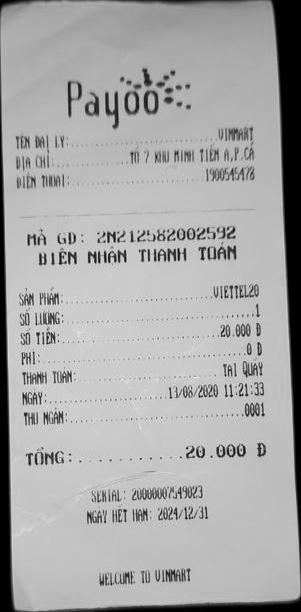 Payoo
TÊN ĐẠI LÝ:....................VINMART
ĐỊA CHỈ:............TỔ 7 KHU MINH TIẾN A,P.CẨ
ĐIỆN THOẠI:....................1900545478
MÃ GD: 2N212582002592
BIÊN NHẬN THANH TOÁN
SẢN PHẨM:......................VIETTEL20
SỐ LƯỢNG:..............................1
SỐ TIỀN:........................20.000 Đ
PHÍ:.................................0 Đ
THANH TOÁN:.....................TẠI QUẦY
NGÀY:................13/08/2020 11:21:33
THU NGÂN:...........................0001
TỔNG:...........20.000 Đ
SERIAL: 20000007549023
NGÀY HẾT HẠN: 2024/12/31
WELCOME TO VINMART